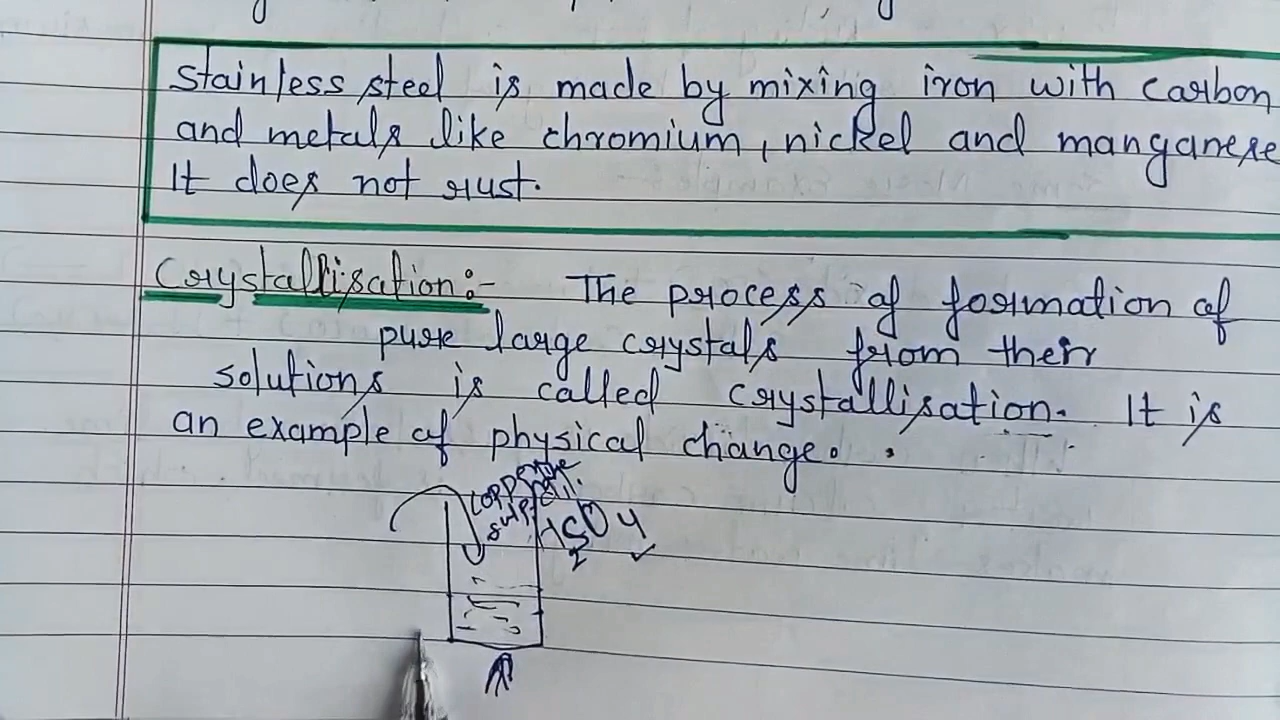 Stainless steel is made by mixing iron with carbon
and metals like chromium, nickel and manganese
It does not rust.
Crystallisation:- The process of formation of
pure large crystals from their
solutions is called crystallisation. It is
an example of physical change.
H2SO4